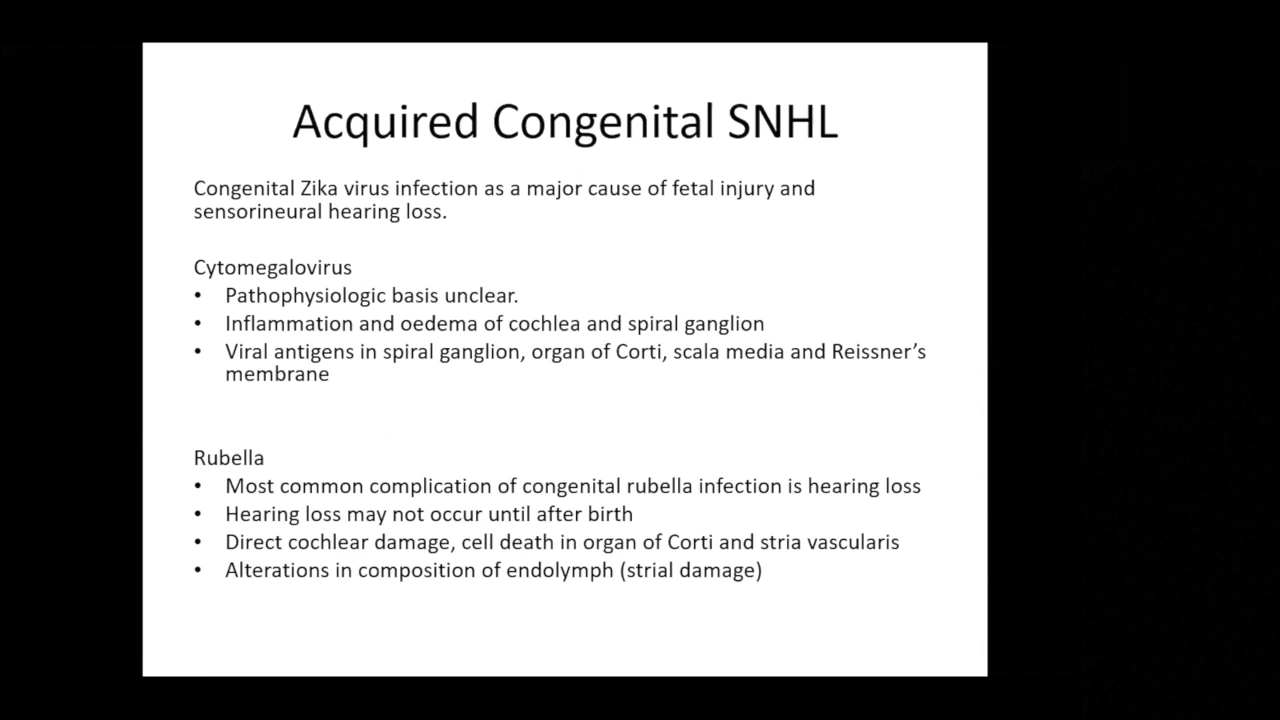 Acquired Congenital SNHL
Congenital Zika virus infection as a major cause of fetal injury and
sensorineural hearing loss.
Cytomegalovirus
• Pathophysiologic basis unclear.
• Inflammation and oedema of cochlea and spiral ganglion
• Viral antigens in spiral ganglion, organ of Corti, scala media and Reissner’s
membrane
Rubella
• Most common complication of congenital rubella infection is hearing loss
• Hearing loss may not occur until after birth
• Direct cochlear damage, cell death in organ of Corti and stria vascularis
• Alterations in composition of endolymph (strial damage)